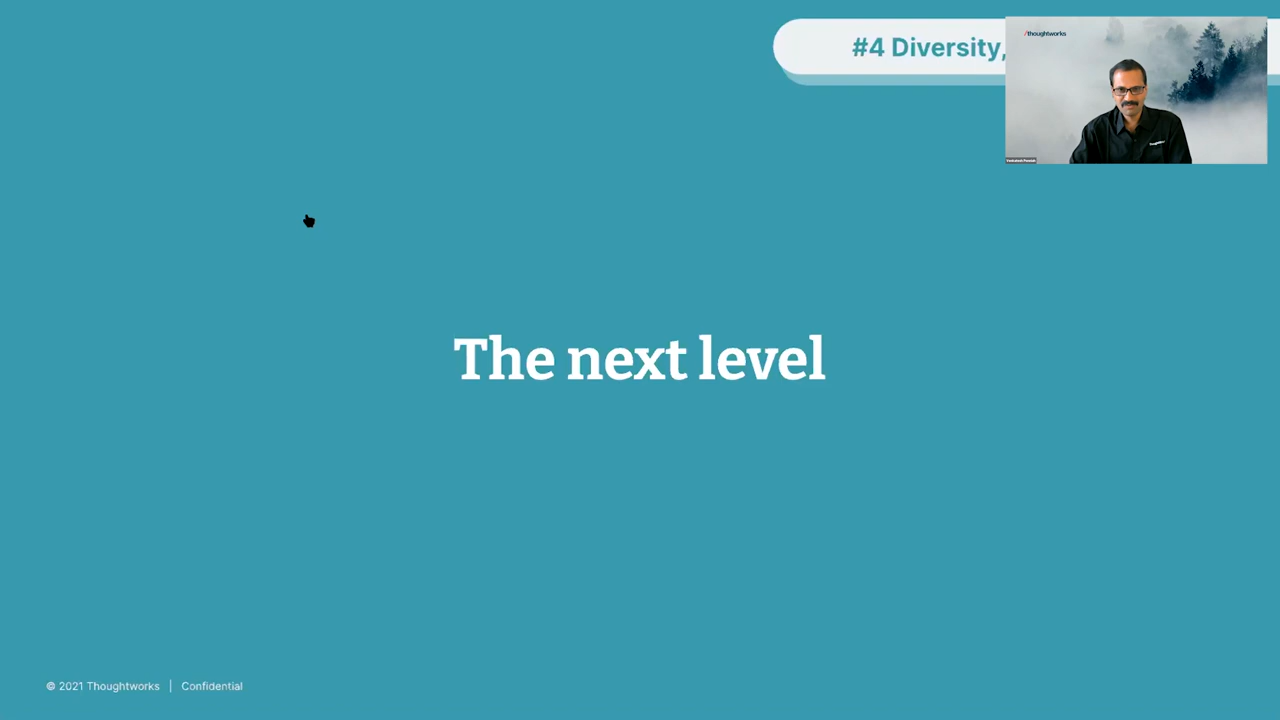 #4 Diversity,
/thoughtworks
The next level
© 2021 Thoughtworks | Confidential